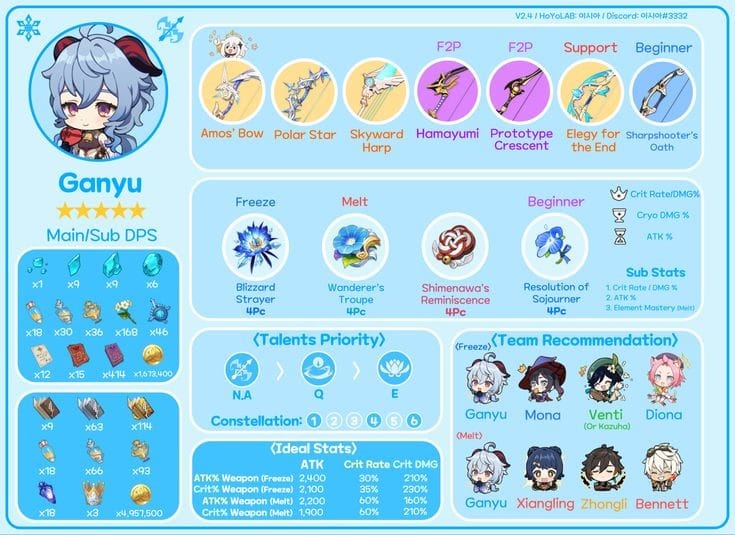 V2.4 / HoYoLAB: 이시아 / Discord: 이시아#3332
Ganyu
Main/Sub DPS
F2P
F2P
Support
Beginner
Amos' Bow
Polar Star
Skyward
Harp
Hamayumi
Prototype
Crescent
Elegy for
the End
Sharpshooter's
Oath
Freeze
Melt
Beginner
Blizzard
Strayer
4Pc
Wanderer's
Troupe
4Pc
Shimenawa's
Reminiscence
4Pc
Resolution of
Sojourner
4Pc
Crit Rate/DMG%
Cryo DMG %
ATK %
Sub Stats
1. Crit Rate / DMG %
2. ATK %
3. Element Mastery (Melt)
x1 x9 x9 x6
x18 x30 x36 x168 x46
x12 x15 x414 x1,673,400
x9 x63 x114
x18 x66 x93
x18 x3 x4,957,500
〈Talents Priority〉
N.A 〉 Q 〉 E
Constellation: 1 2 3 4 5 6
〈Ideal Stats〉
ATK Crit Rate Crit DMG
ATK% Weapon (Freeze) 2,400 30% 210%
Crit% Weapon (Freeze) 2,100 35% 230%
ATK% Weapon (Melt) 2,200 60% 160%
Crit% Weapon (Melt) 1,900 60% 210%
〈Team Recommendation〉
〈Freeze〉
Ganyu Mona Venti Diona
(Or Kazuha)
〈Melt〉
Ganyu Xiangling Zhongli Bennett